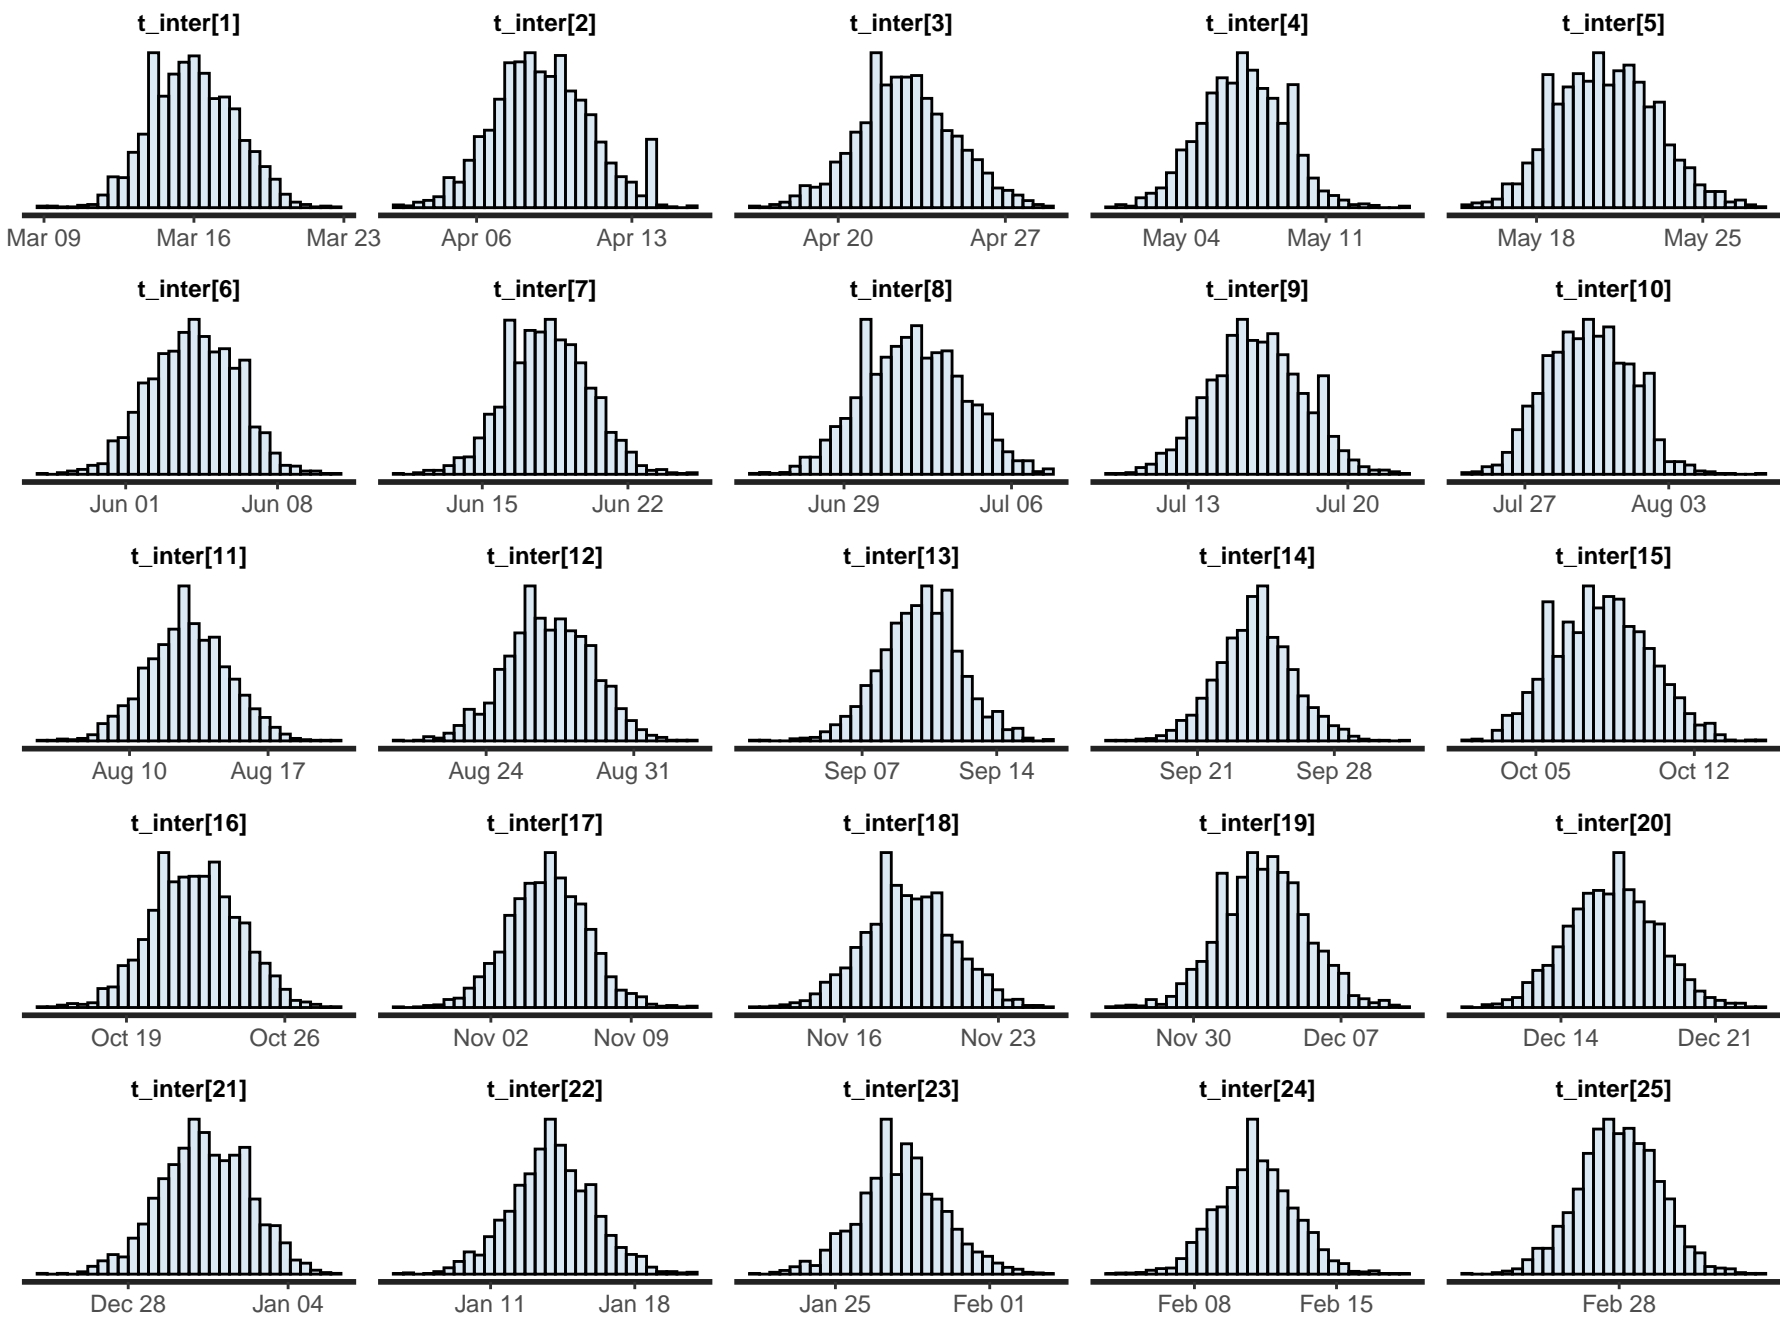 t_inter[1] t_inter[2] t_inter[3] t_inter[4] t_inter[5]
Mar 09 Mar 16 Mar 23 Apr 06 Apr 13 Apr 20 Apr 27 May 04 May 11 May 18 May 25
t_inter[6] t_inter[7] t_inter[8] t_inter[9] t_inter[10]
Jun 01 Jun 08 Jun 15 Jun 22 Jun 29 Jul 06 Jul 13 Jul 20 Jul 27 Aug 03
t_inter[11] t_inter[12] t_inter[13] t_inter[14] t_inter[15]
Aug 10 Aug 17 Aug 24 Aug 31 Sep 07 Sep 14 Sep 21 Sep 28 Oct 05 Oct 12
t_inter[16] t_inter[17] t_inter[18] t_inter[19] t_inter[20]
Oct 19 Oct 26 Nov 02 Nov 09 Nov 16 Nov 23 Nov 30 Dec 07 Dec 14 Dec 21
t_inter[21] t_inter[22] t_inter[23] t_inter[24] t_inter[25]
Dec 28 Jan 04 Jan 11 Jan 18 Jan 25 Feb 01 Feb 08 Feb 15 Feb 28